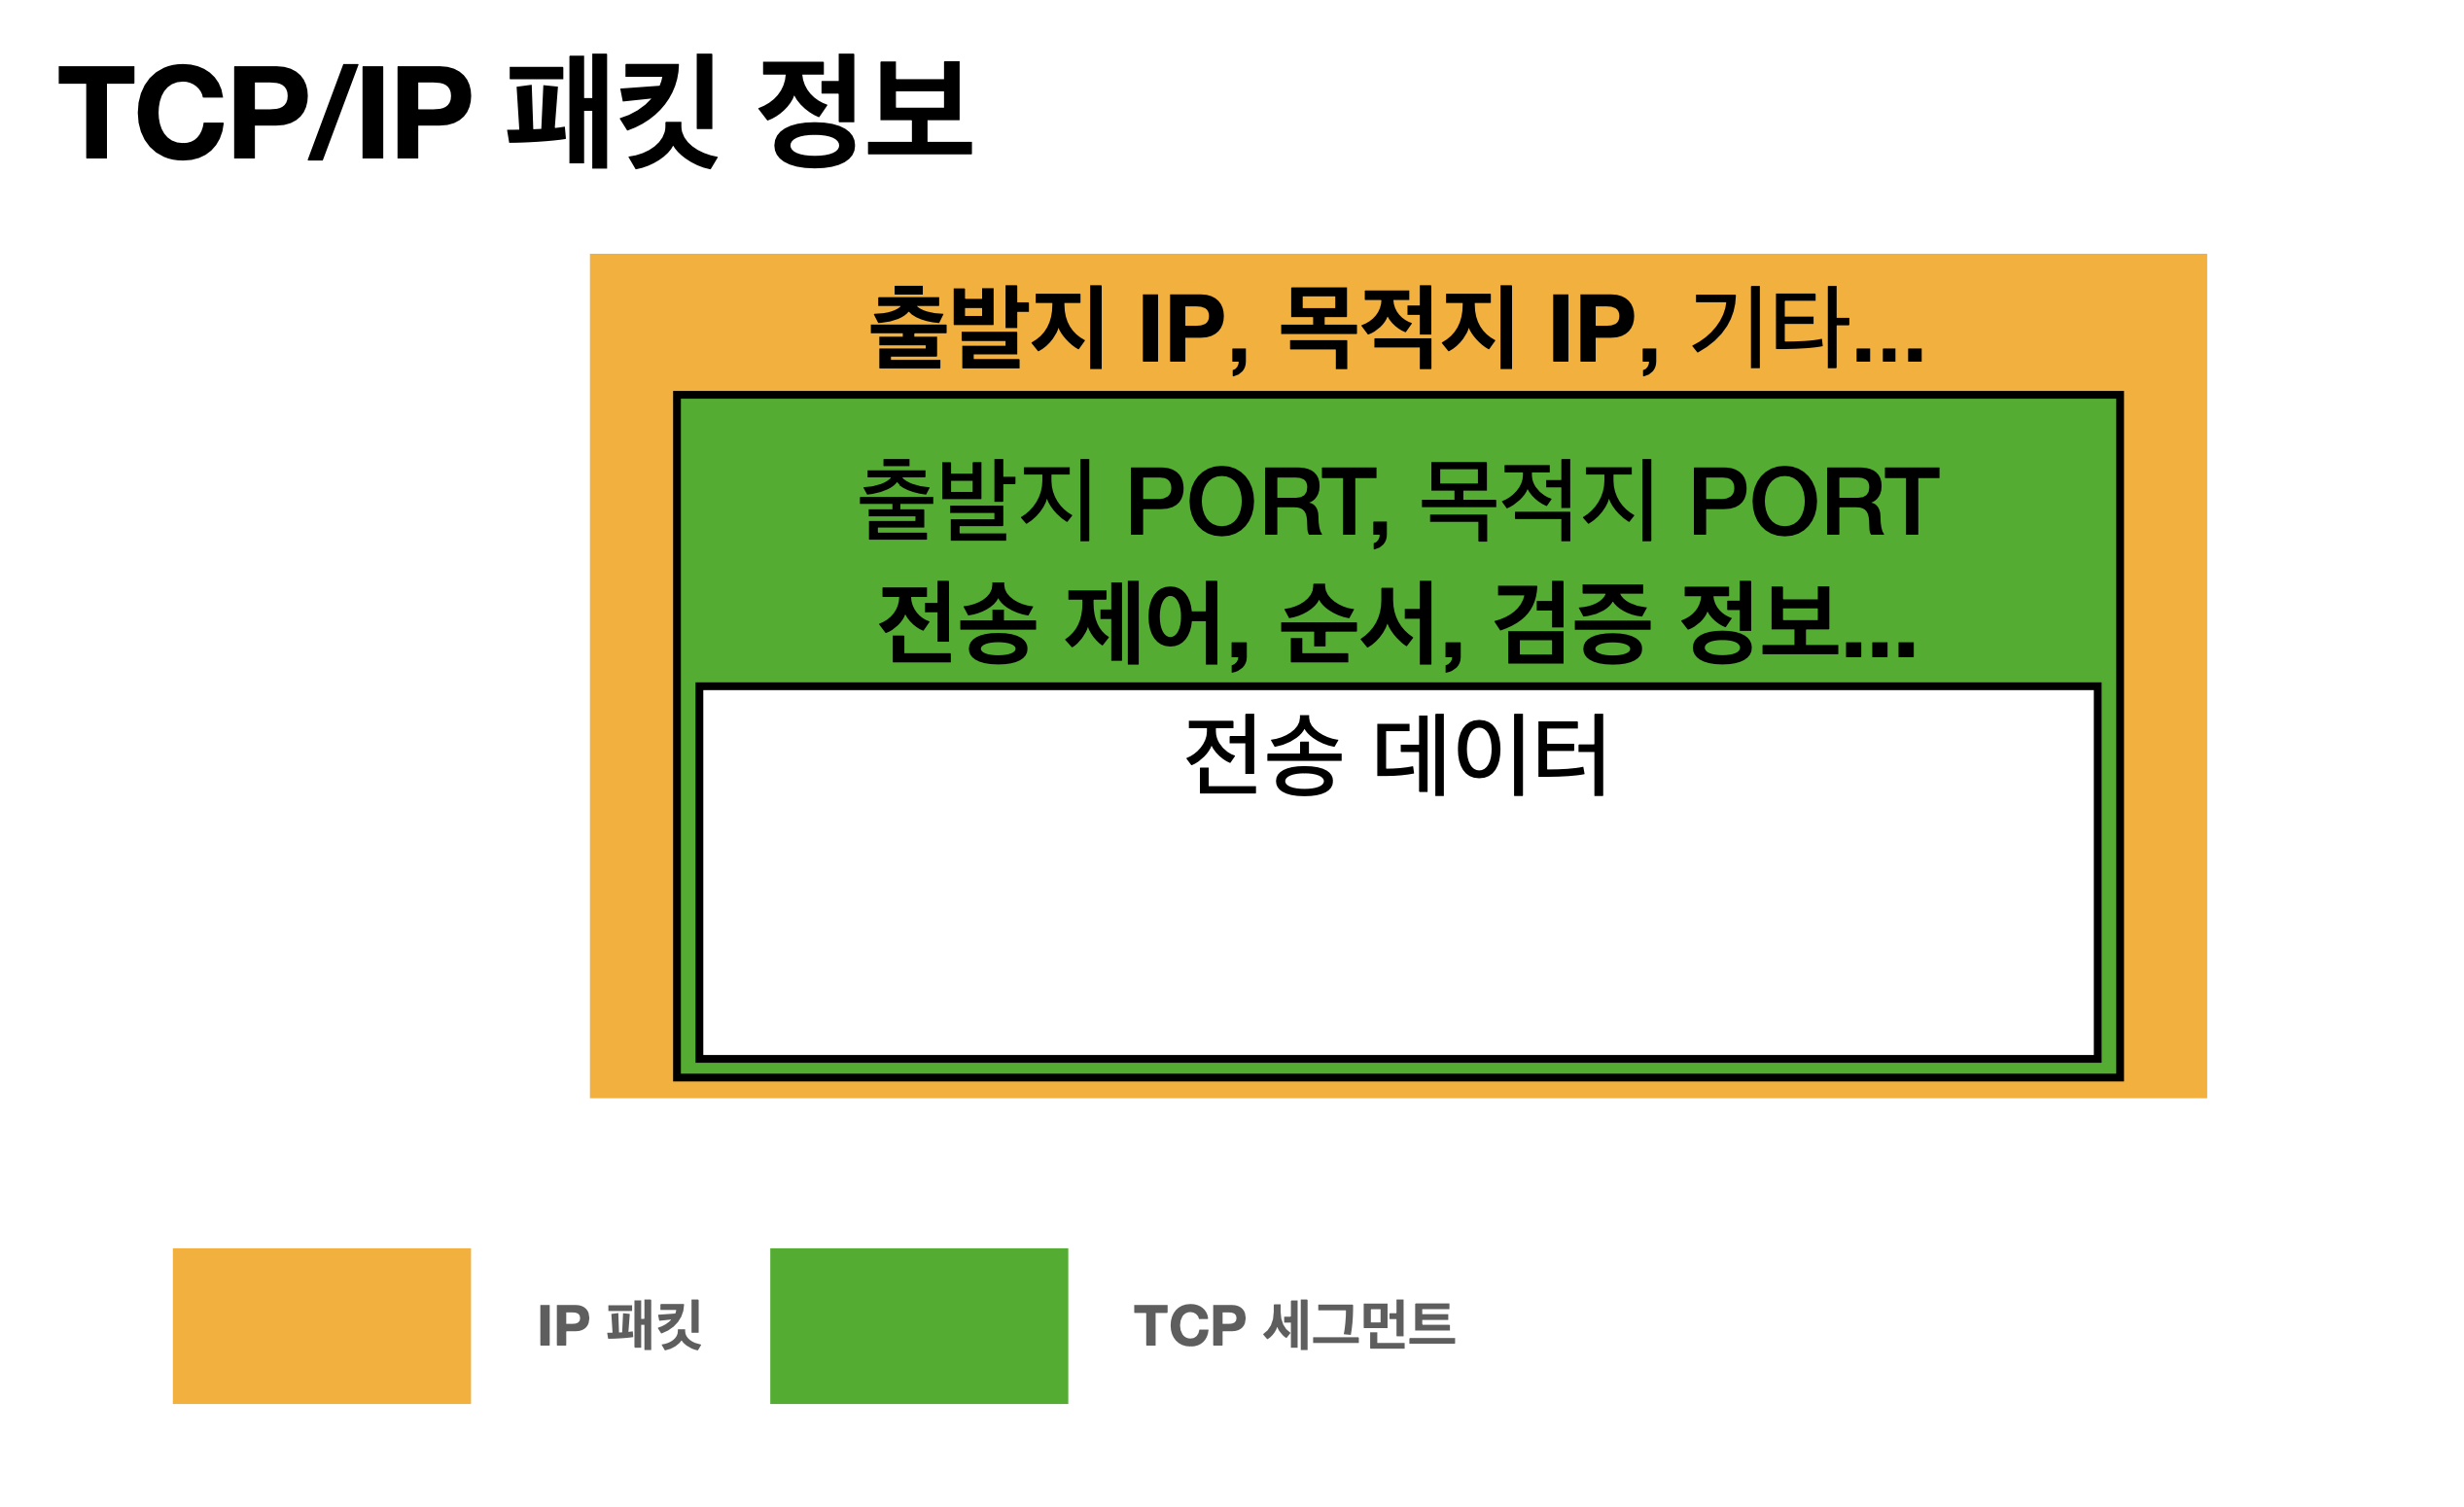 TCP/IP 패킷 정보
출발지 IP, 목적지 IP, 기타...
출발지 PORT, 목적지 PORT
전송 제어, 순서, 검증 정보...
전송 데이터
IP 패킷
TCP 세그먼트